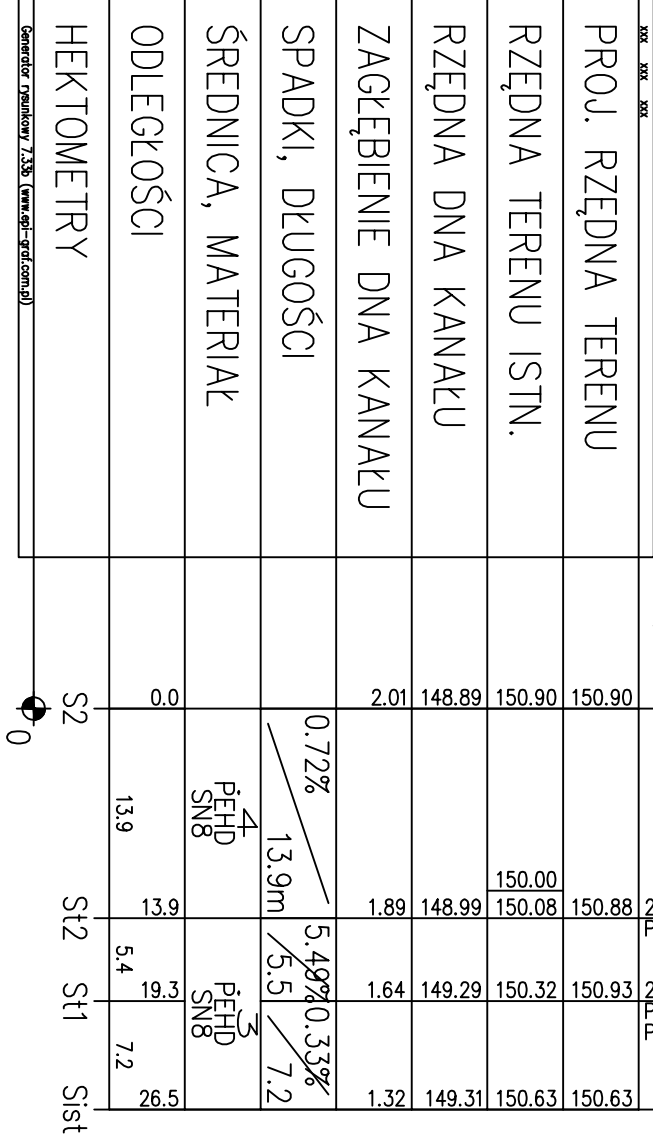 xxx xxx xxx
PROJ. RZĘDNA TERENU
150.90
150.88
150.93
150.63
RZĘDNA TERENU ISTN.
150.90
150.00
150.08
150.32
150.63
RZĘDNA DNA KANAŁU
148.89
148.99
149.29
149.31
ZAGŁĘBIENIE DNA KANAŁU
2.01
1.89
1.64
1.32
SPADKI, DŁUGOŚCI
0.72%
13.9m
5.49%
5.5
0.33%
7.2
ŚREDNICA, MATERIAŁ
4
PEHD
SN8
3
PEHD
SN8
ODLEGŁOŚCI
0.0
13.9
13.9
5.4
19.3
7.2
26.5
HEKTOMETRY
S2
St2
St1
Sist
0
Generator rysunkowy 7.33b (www.epi-graf.com.pl)